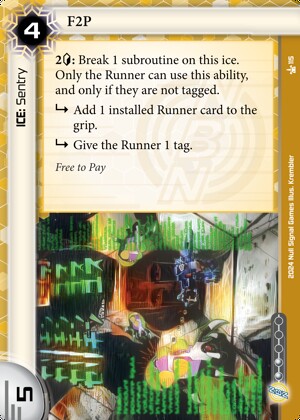 4 F2P
ICE: Sentry
2: Break 1 subroutine on this ice.
Only the Runner can use this ability,
and only if they are not tagged.
↳ Add 1 installed Runner card to the
grip.
↳ Give the Runner 1 tag.
Free to Pay
2024 Null Signal Games Illus. Krembler
5